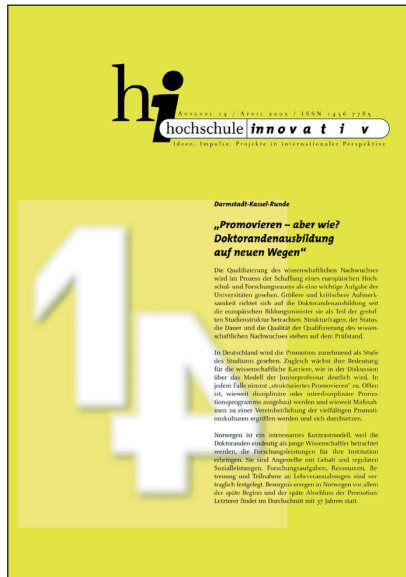 hi
AUSGABE 14 / APRIL 2005 / ISSN 1436-7785
hochschule innovativ
Ideen, Impulse, Projekte in internationaler Perspektive
Darmstadt-Kassel-Runde
„Promovieren – aber wie?
Doktorandenausbildung
auf neuen Wegen“
Die Qualifizierung des wissenschaftlichen Nachwuchses
wird im Prozess der Schaffung eines europäischen Hoch-
schul- und Forschungsraums als eine wichtige Aufgabe der
Universitäten gesehen. Größere und kritischere Aufmerk-
samkeit richtet sich auf die Doktorandenausbildung seit
die europäischen Bildungsminister sie als Teil der gestuf-
ten Studienstruktur betrachten. Strukturfragen, der Status,
die Dauer und die Qualität der Qualifizierung des wissen-
schaftlichen Nachwuchses stehen auf dem Prüfstand.
In Deutschland wird die Promotion zunehmend als Stufe
des Studiums gesehen. Zugleich wächst ihre Bedeutung
für die wissenschaftliche Karriere, wie in der Diskussion
über das Modell der Juniorprofessor deutlich wird. In
jedem Falle nimmt „strukturiertes Promovieren“ zu. Offen
ist, wieweit disziplinäre oder interdisziplinäre Promo-
tionsprogramme ausgebaut werden und wieweit Maßnah-
men zu einer Vereinheitlichung der vielfältigen Promoti-
onskulturen ergriffen werden und sich durchsetzen.
Norwegen ist ein interessantes Kontrastmodell, weil die
Doktoranden eindeutig als junge Wissenschaftler betrachtet
werden, die Forschungsleistungen für ihre Institution
erbringen. Sie sind Angestellte mit Gehalt und regulären
Sozialleistungen. Forschungsaufgaben, Ressourcen, Be-
treuung und Teilnahme an Lehrveranstaltungen sind ver-
traglich festgelegt. Besorgnis erregen in Norwegen vor allem
der späte Beginn und der späte Abschluss der Promotion:
Letzterer findet im Durchschnitt mit 37 Jahren statt.
14